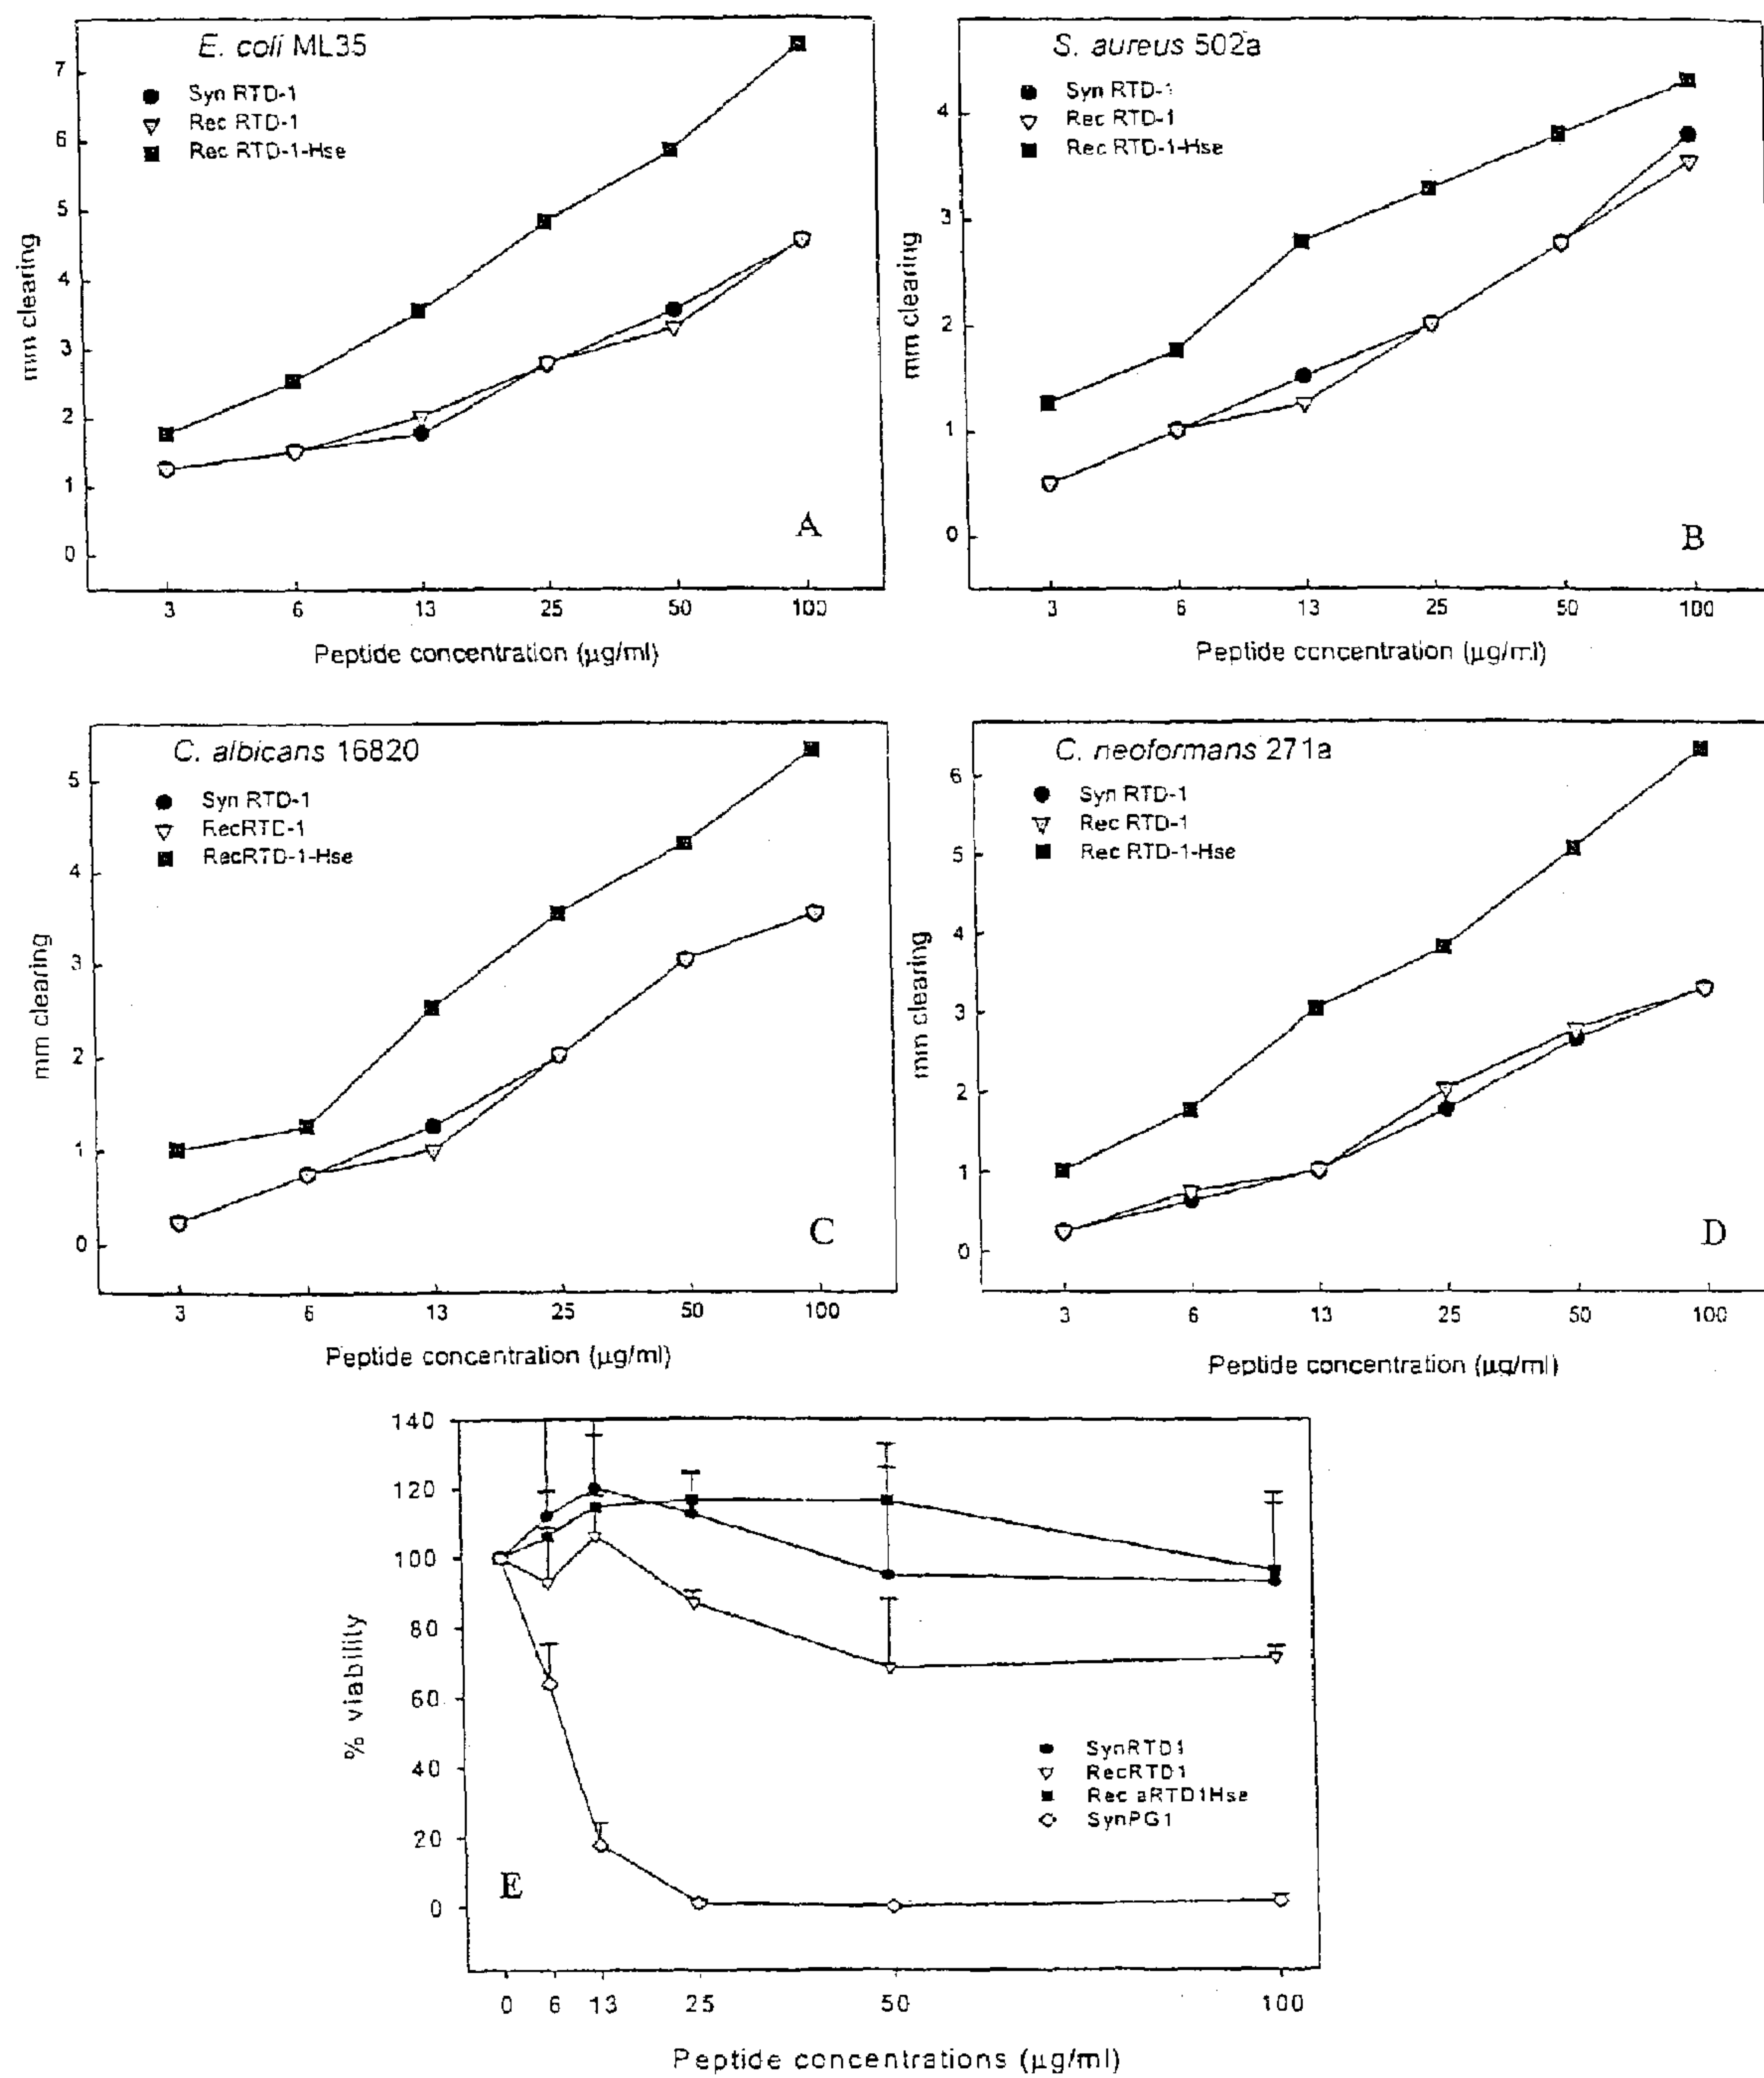 E. coli ML35
Syn RTD-1
Rec RTD-1
Rec RTD-1-Hse
7
6
5
4
3
2
1
0
mm clearing
A
3 6 13 25 50 100
Peptide concentration (µg/ml)
S. aureus 502a
Syn RTD-1
Rec RTD-1
Rec RTD-1-Hse
4
3
2
1
0
mm clearing
B
3 6 13 25 50 100
Peptide concentration (µg/ml)
C. albicans 16820
Syn RTD-1
RecRTD-1
RecRTD-1-Hse
5
4
3
2
1
0
mm clearing
C
3 6 13 25 50 100
Peptide concentration (µg/ml)
C. neoformans 271a
Syn RTD-1
Rec RTD-1
Rec RTD-1-Hse
6
5
4
3
2
1
0
mm clearing
D
3 6 13 25 50 100
Peptide concentration (µg/ml)
140
120
100
80
60
40
20
0
% viability
SynRTD1
RecRTD1
Rec aRTD1Hse
SynPG1
E
0 6 13 25 50 100
Peptide concentrations (µg/ml)